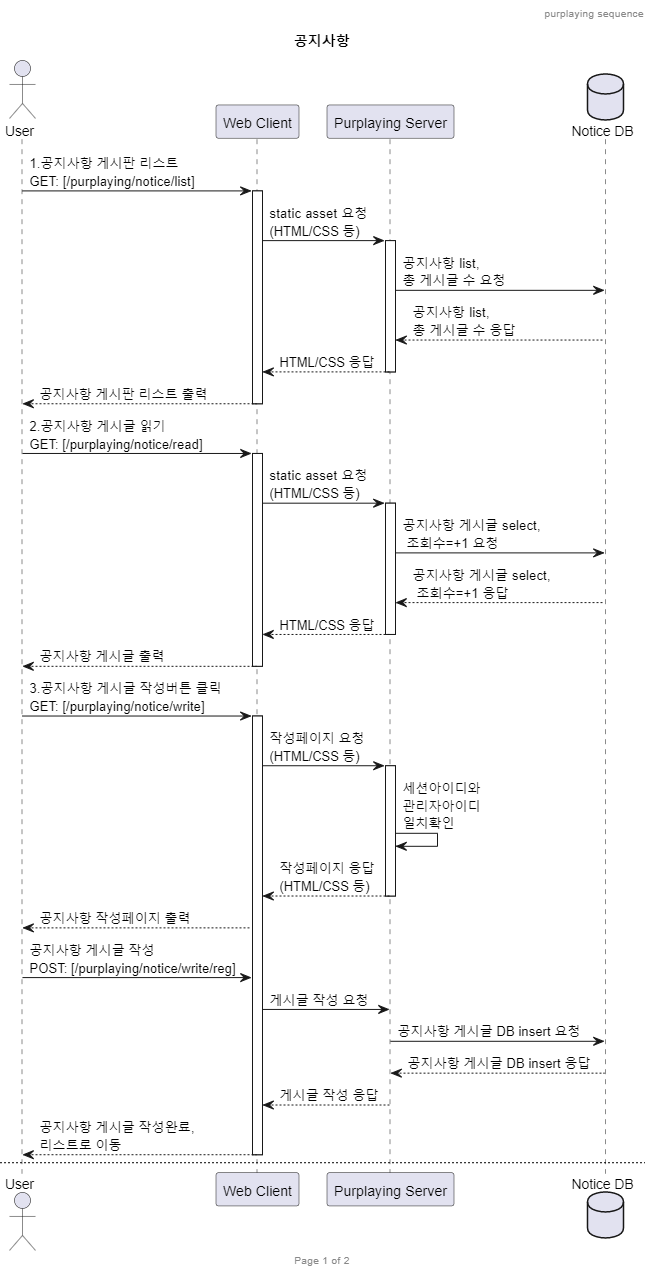 purplaying sequence
공지사항
User
Web Client
Purplaying Server
Notice DB
1.공지사항 게시판 리스트
GET: [/purplaying/notice/list]
static asset 요청
(HTML/CSS 등)
공지사항 list,
총 게시글 수 요청
공지사항 list,
총 게시글 수 응답
HTML/CSS 응답
공지사항 게시판 리스트 출력
2.공지사항 게시글 읽기
GET: [/purplaying/notice/read]
static asset 요청
(HTML/CSS 등)
공지사항 게시글 select,
조회수=+1 요청
공지사항 게시글 select,
조회수=+1 응답
HTML/CSS 응답
공지사항 게시글 출력
3.공지사항 게시글 작성버튼 클릭
GET: [/purplaying/notice/write]
작성페이지 요청
(HTML/CSS 등)
세션아이디와
관리자아이디
일치확인
작성페이지 응답
(HTML/CSS 등)
공지사항 작성페이지 출력
공지사항 게시글 작성
POST: [/purplaying/notice/write/reg]
게시글 작성 요청
공지사항 게시글 DB insert 요청
공지사항 게시글 DB insert 응답
게시글 작성 응답
공지사항 게시글 작성완료,
리스트로 이동
User
Web Client
Purplaying Server
Notice DB
Page 1 of 2